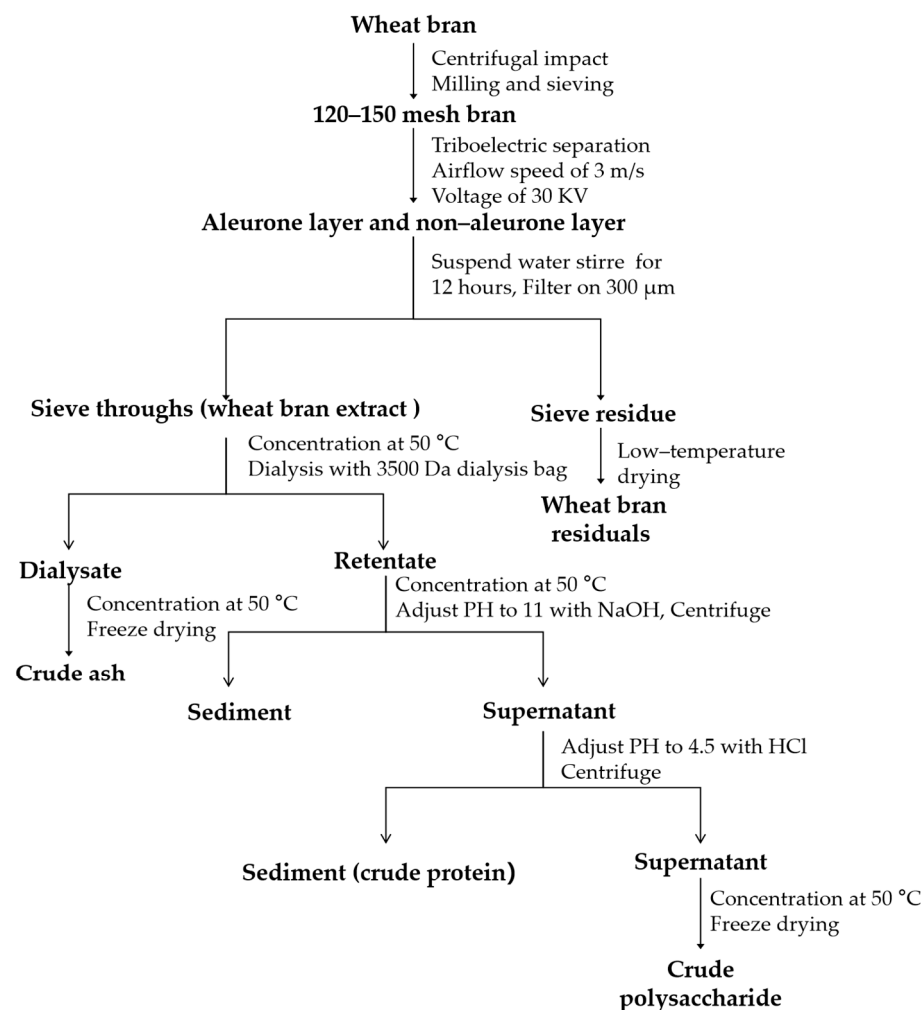 Wheat bran
Centrifugal impact
Milling and sieving
120–150 mesh bran
Triboelectric separation
Airflow speed of 3 m/s
Voltage of 30 KV
Aleurone layer and non–aleurone layer
Suspend water stirre for
12 hours, Filter on 300 μm
Sieve throughs (wheat bran extract )
Sieve residue
Concentration at 50 °C
Dialysis with 3500 Da dialysis bag
Low–temperature
drying
Wheat bran
residuals
Dialysate
Retentate
Concentration at 50 °C
Freeze drying
Concentration at 50 °C
Adjust PH to 11 with NaOH, Centrifuge
Crude ash
Sediment
Supernatant
Adjust PH to 4.5 with HCl
Centrifuge
Sediment (crude protein)
Supernatant
Concentration at 50 °C
Freeze drying
Crude
polysaccharide